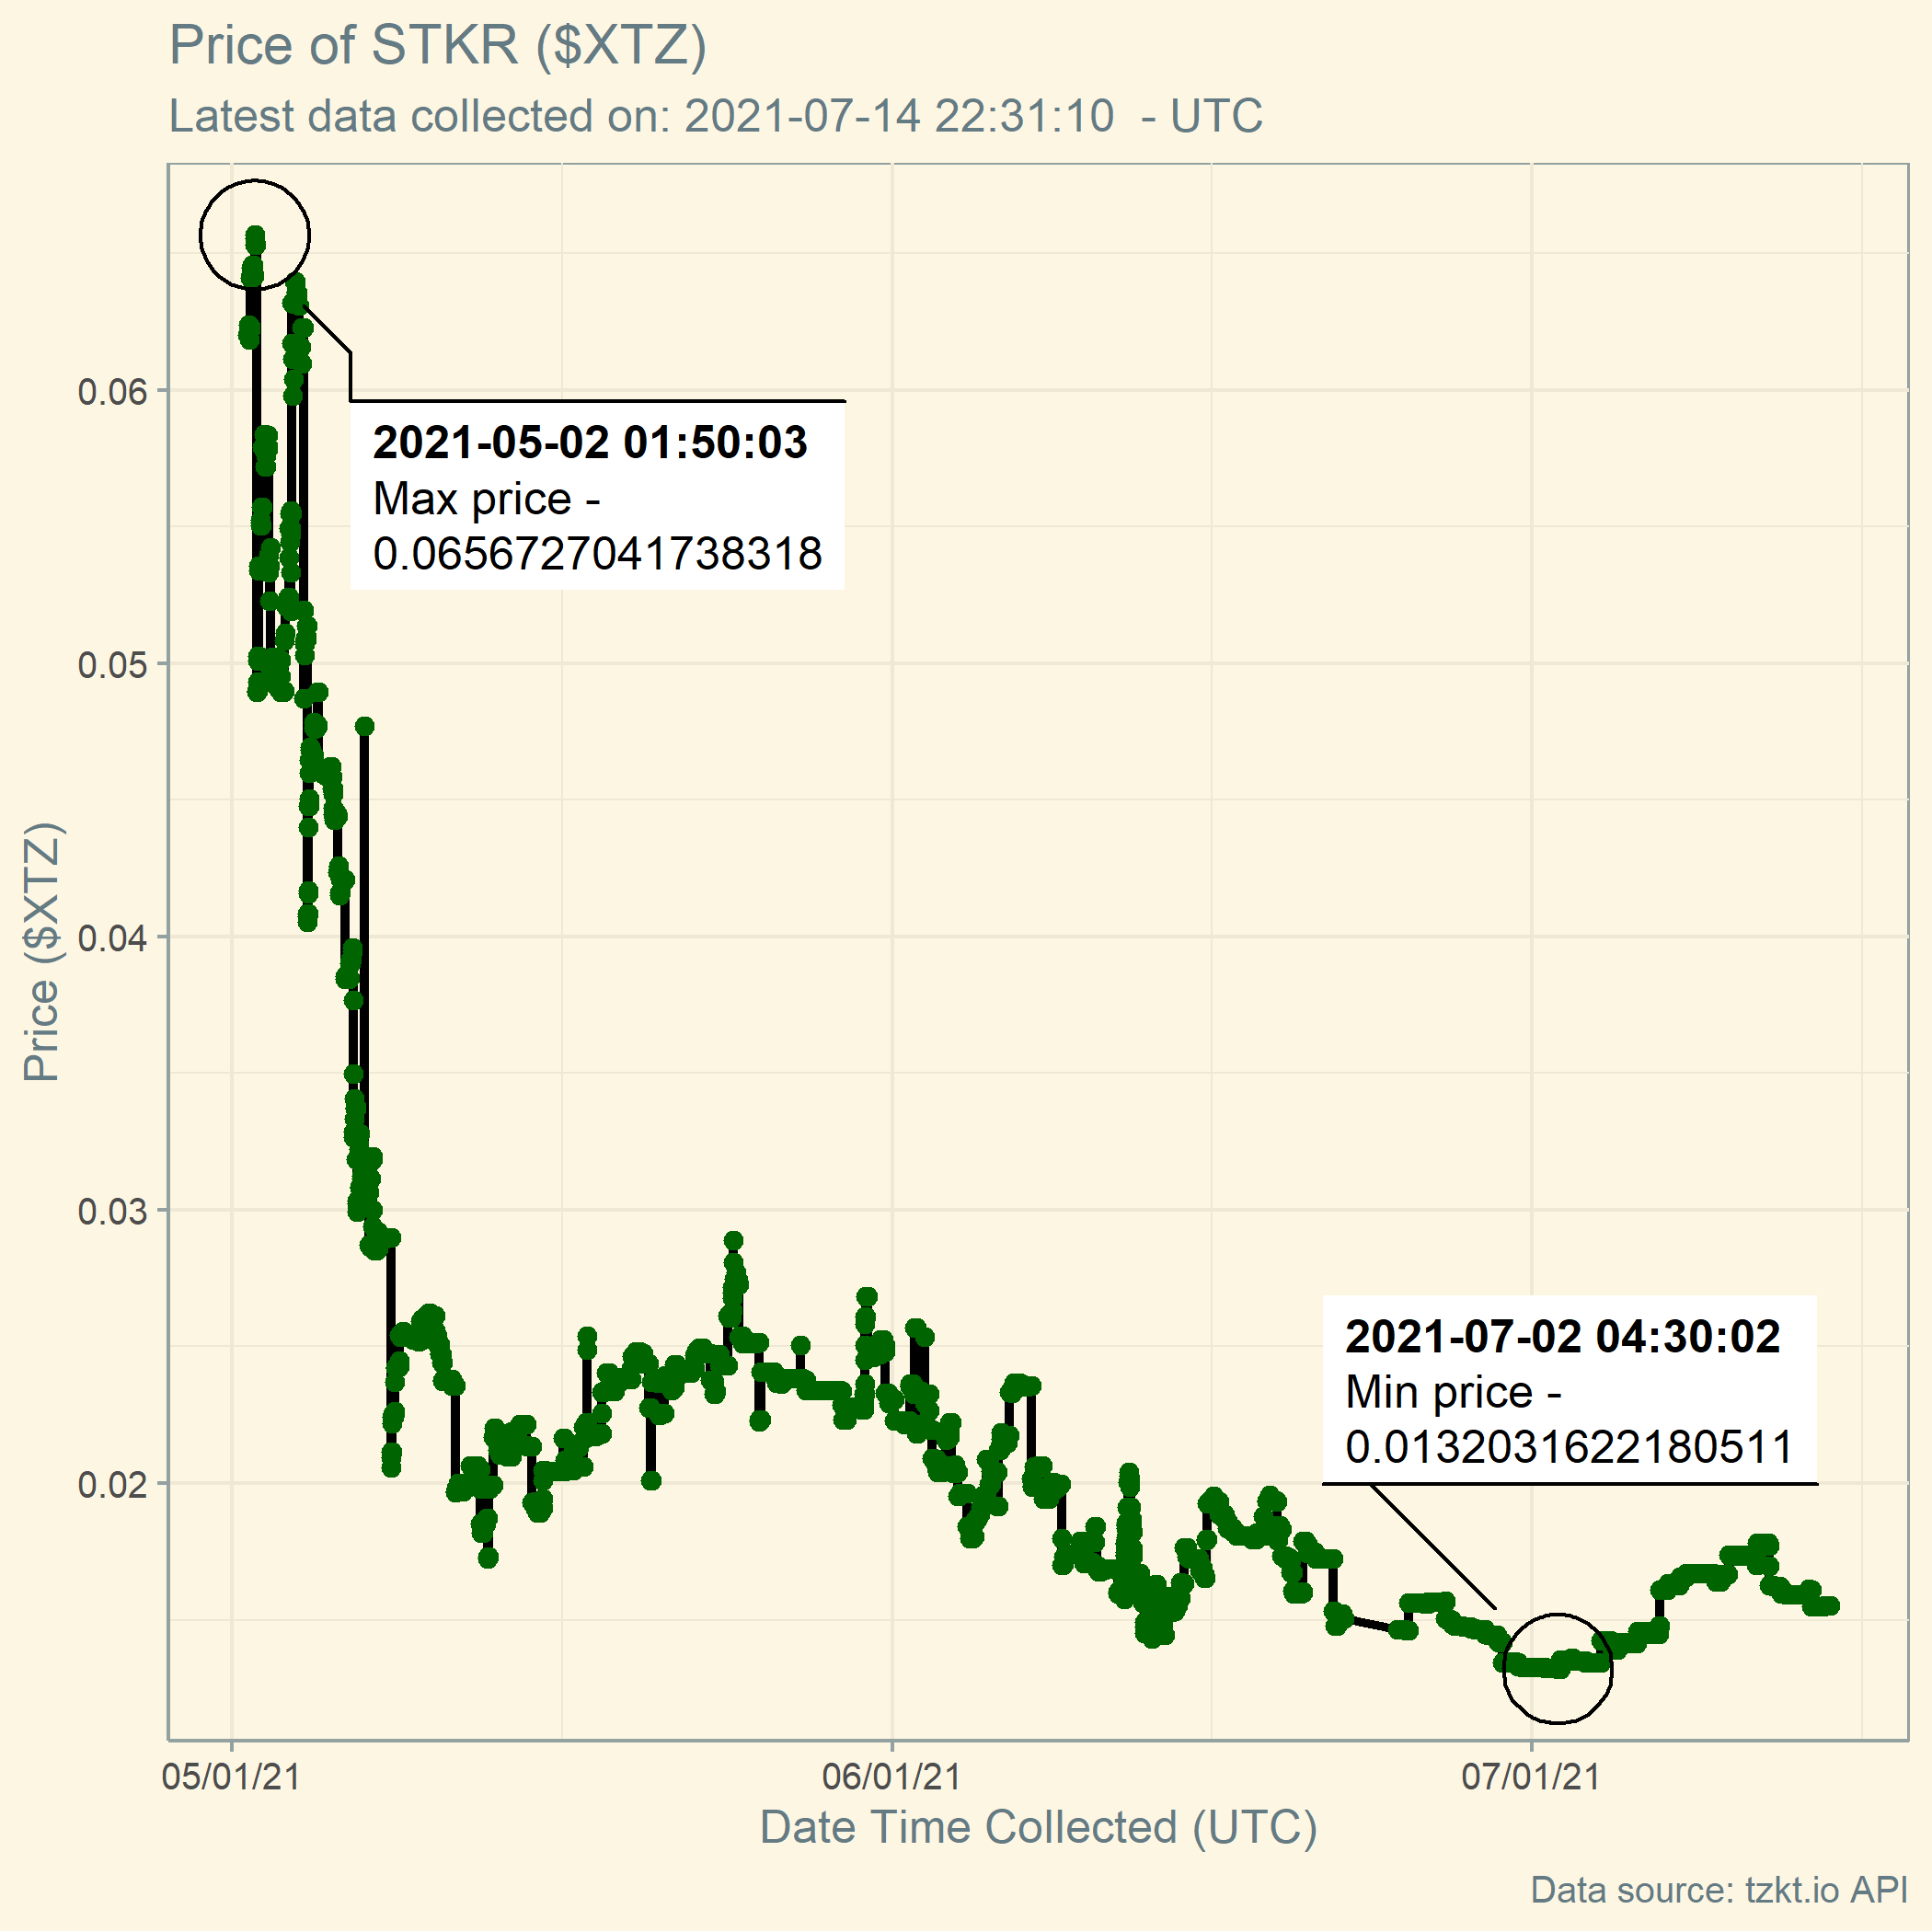 Price of STKR ($XTZ)
Latest data collected on: 2021-07-14 22:31:10  - UTC
Price ($XTZ)
0.06
0.05
0.04
0.03
0.02
2021-05-02 01:50:03
Max price -
0.0656727041738318
2021-07-02 04:30:02
Min price -
0.0132031622180511
05/01/21
06/01/21
07/01/21
Date Time Collected (UTC)
Data source: tzkt.io API